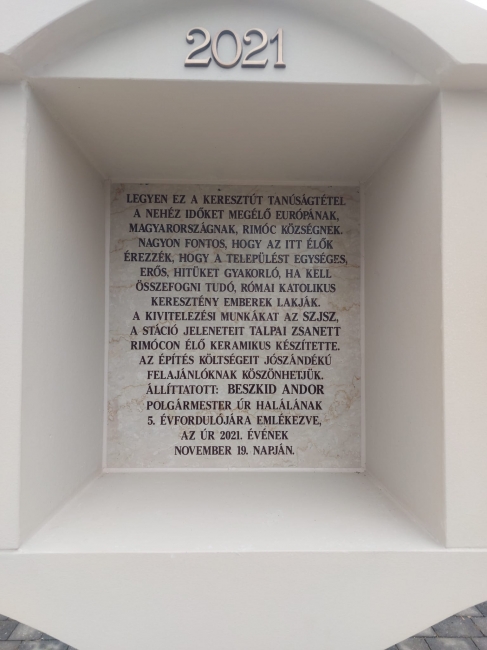 2021
LEGYEN EZ A KERESZTÚT TANÚSÁGTÉTEL
A NEHÉZ IDŐKET MEGÉLŐ EURÓPÁNAK,
MAGYARORSZÁGNAK, RIMÓC KÖZSÉGNEK.
NAGYON FONTOS, HOGY AZ ITT ÉLŐK
ÉREZZÉK, HOGY A TELEPÜLÉST EGYSÉGES,
ERŐS, HITÜKET GYAKORLÓ, HA KELL
ÖSSZEFOGNI TUDÓ, RÓMAI KATOLIKUS
KERESZTÉNY EMBEREK LAKJÁK.
A KIVITELEZÉSI MUNKÁKAT AZ SZJSZ,
A STÁCIÓ JELENETEIT TALPAI ZSANETT
RIMÓCON ÉLŐ KERAMIKUS KÉSZÍTETTE.
AZ ÉPÍTÉS KÖLTSÉGEIT JÓSZÁNDÉKÚ
FELAJÁNLÓKNAK KÖSZÖNHETJÜK.
ÁLLÍTTATOTT: BESZKID ANDOR
POLGÁRMESTER ÚR HALÁLÁNAK
5. ÉVFORDULÓJÁRA EMLÉKEZVE,
AZ ÚR 2021. ÉVÉNEK
NOVEMBER 19. NAPJÁN.